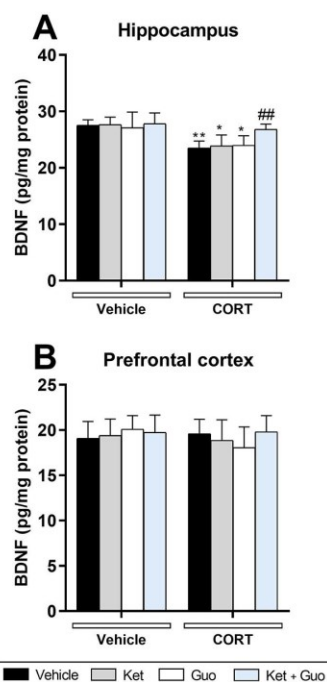 A
Hippocampus
BDNF (pg/mg protein)
40
30
20
10
0
**
*
*
##
Vehicle
CORT
B
Prefrontal cortex
BDNF (pg/mg protein)
25
20
15
10
5
0
Vehicle
CORT
Vehicle Ket Guo Ket + Guo